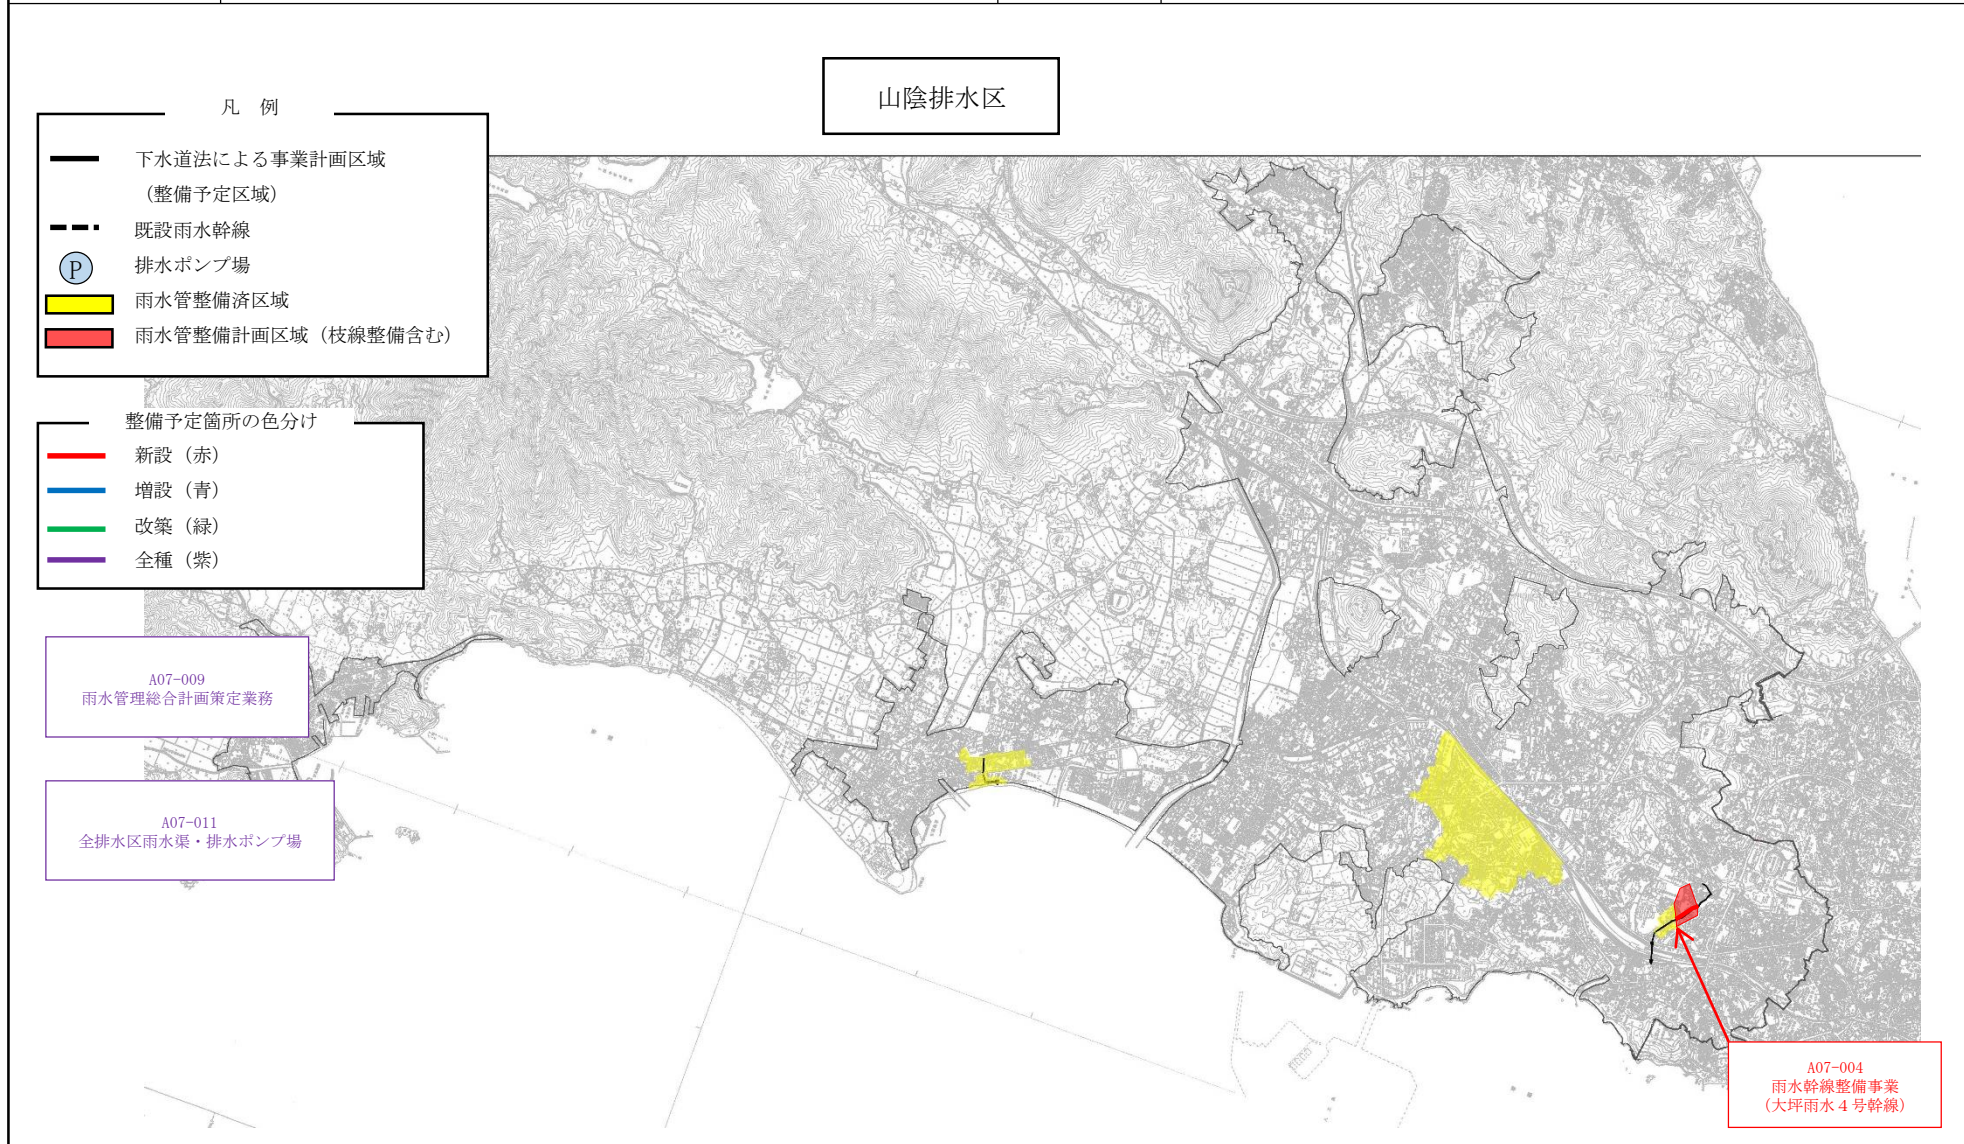 山陰排水区
凡 例
下水道法による事業計画区域
（整備予定区域）
既設雨水幹線
P
排水ポンプ場
雨水管整備済区域
雨水管整備計画区域（枝線整備含む）
整備予定箇所の色分け
新設（赤）
増設（青）
改築（緑）
全種（紫）
A07-009
雨水管理総合計画策定業務
A07-011
全排水区雨水渠・排水ポンプ場
A07-004
雨水幹線整備事業
（大坪雨水４号幹線）